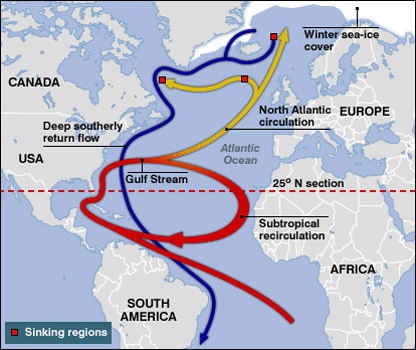 Winter sea-ice
cover
CANADA
North Atlantic
circulation
EUROPE
Deep southerly
return flow
Atlantic
Ocean
USA
Gulf Stream
25º N section
Subtropical
recirculation
AFRICA
SOUTH
AMERICA
Sinking regions